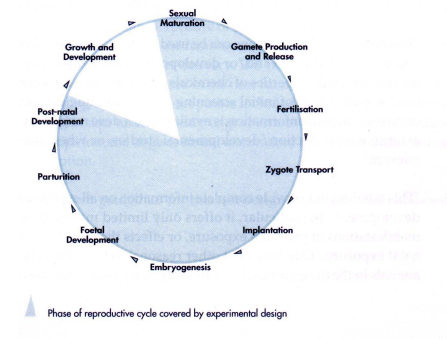 Sexual
Maturation
Gamete Production
and Release
Fertilisation
Zygote Transport
Implantation
Embryogenesis
Foetal
Development
Parturition
Post-natal
Development
Growth and
Development
Phase of reproductive cycle covered by experimental design